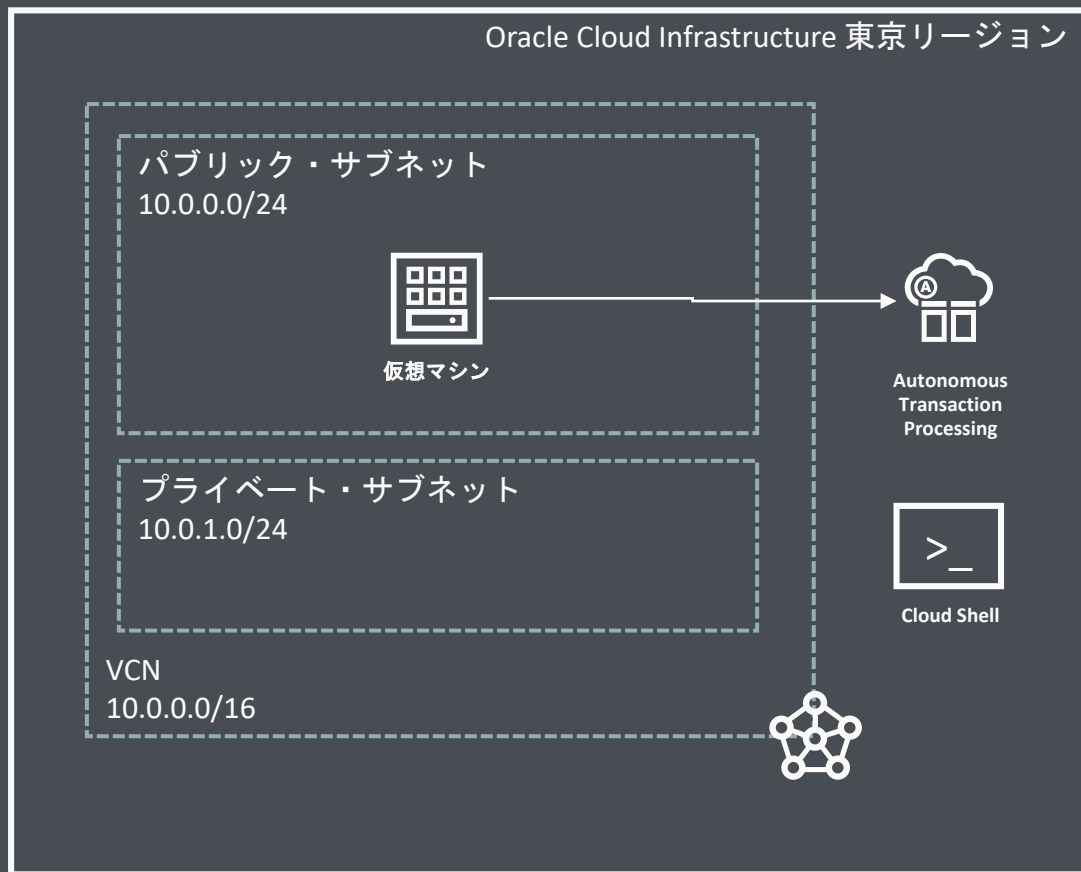 Oracle Cloud Infrastructure 東京リージョン
パブリック・サブネット
10.0.0.0/24
仮想マシン
A
Autonomous
Transaction
Processing
プライベート・サブネット
10.0.1.0/24
>_
Cloud Shell
VCN
10.0.0.0/16